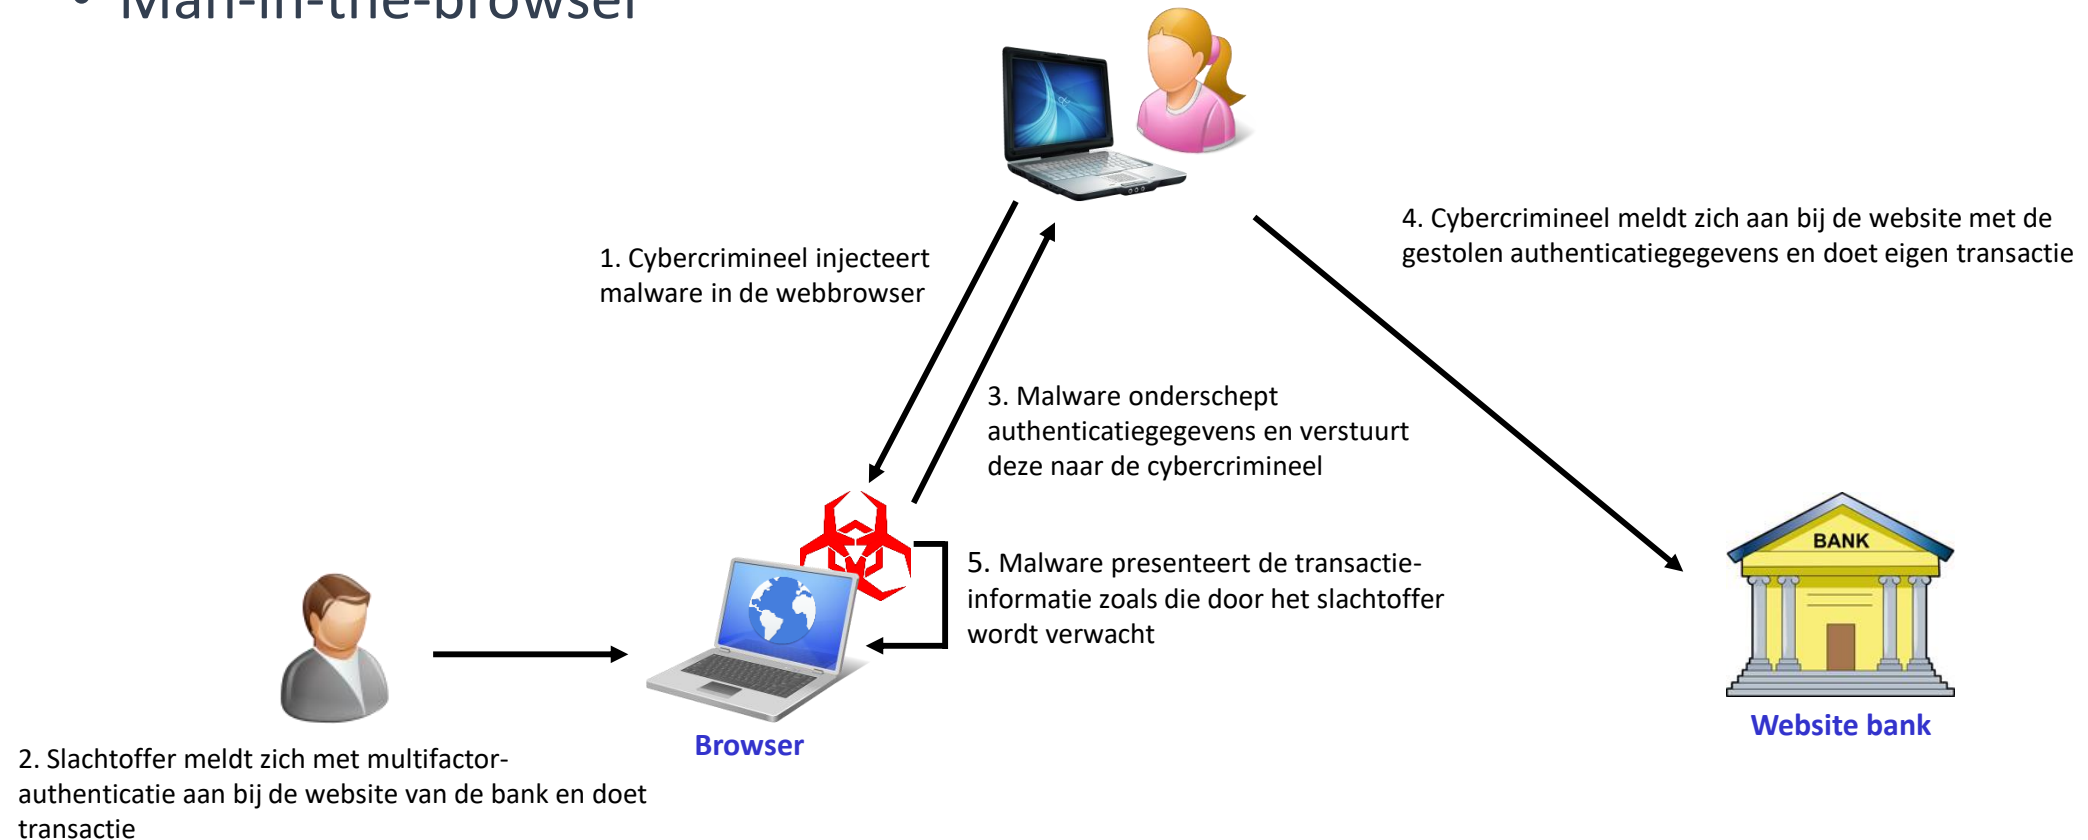 • Man-in-the-browser
1. Cybercrimineel injecteert
malware in de webbrowser
4. Cybercrimineel meldt zich aan bij de website met de
gestolen authenticatiegegevens en doet eigen transactie
3. Malware onderschept
authenticatiegegevens en verstuurt
deze naar de cybercrimineel
5. Malware presenteert de transactie-
informatie zoals die door het slachtoffer
wordt verwacht
BANK
Website bank
Browser
2. Slachtoffer meldt zich met multifactor-
authenticatie aan bij de website van de bank en doet
transactie